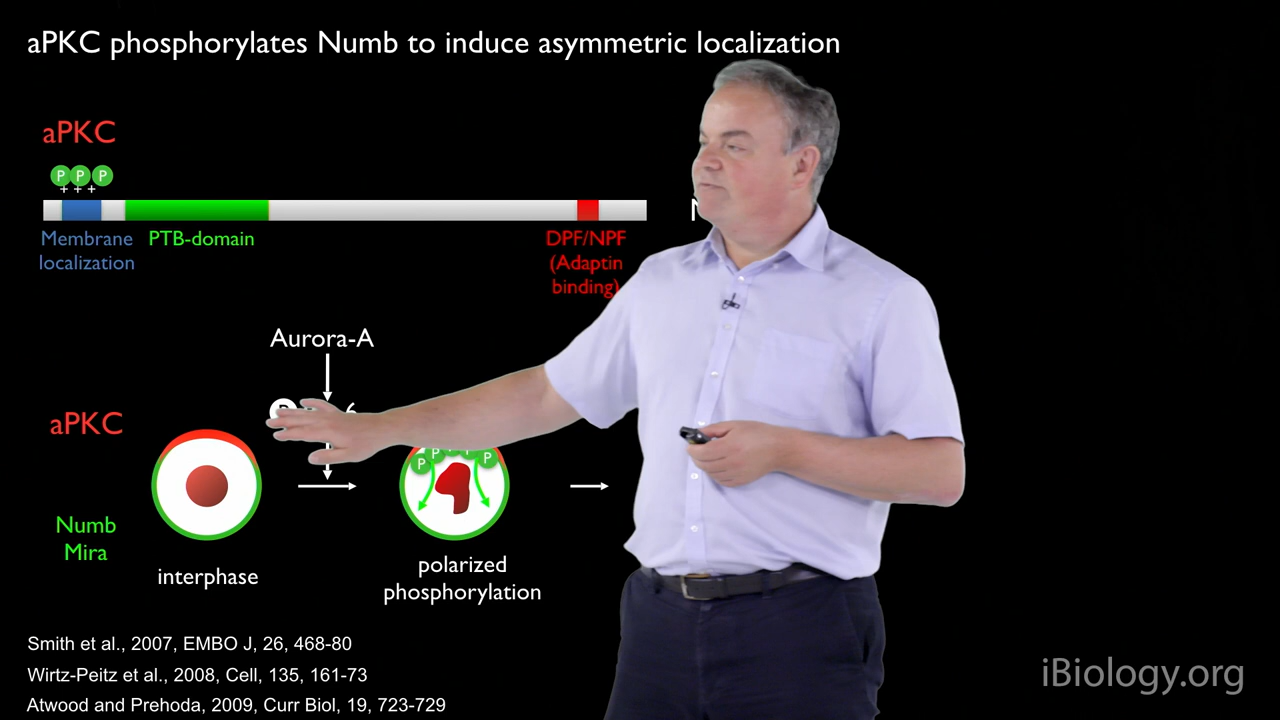 aPKC phosphorylates Numb to induce asymmetric localization
aPKC
P P P
+ + +
Membrane
localization
PTB-domain
DPF/NPF
(Adaptin
binding)
Aurora-A
6
aPKC
P P P
Numb
Mira
interphase
polarized
phosphorylation
Smith et al., 2007, EMBO J, 26, 468-80
Wirtz-Peitz et al., 2008, Cell, 135, 161-73
Atwood and Prehoda, 2009, Curr Biol, 19, 723-729
iBiology.org